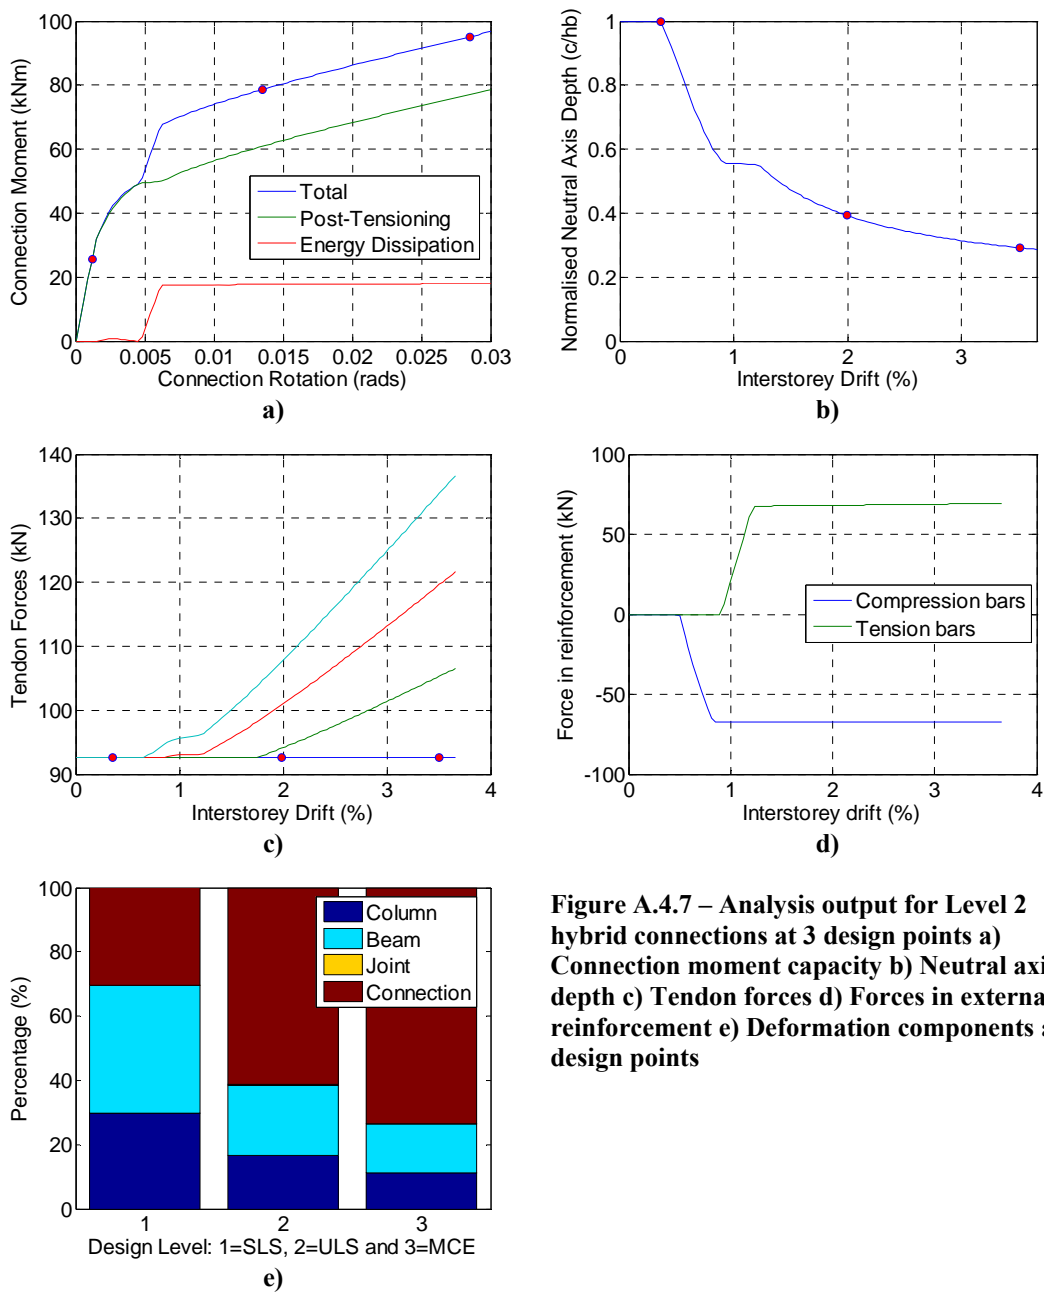 100
80
60
40
20
0
Connection Moment (kNm)
Total
Post-Tensioning
Energy Dissipation
0 0.005 0.01 0.015 0.02 0.025 0.03
Connection Rotation (rads)
a)
1
0.8
0.6
0.4
0.2
0
Normalised Neutral Axis Depth (c/hb)
0 1 2 3
Interstorey Drift (%)
b)
140
130
120
110
100
90
Tendon Forces (kN)
0 1 2 3 4
Interstorey Drift (%)
c)
100
50
0
-50
-100
Force in reinforcement (kN)
Compression bars
Tension bars
0 1 2 3 4
Interstorey drift (%)
d)
100
80
60
40
20
0
Percentage (%)
Column
Beam
Joint
Connection
1 2 3
Design Level: 1=SLS, 2=ULS and 3=MCE
e)
Figure A.4.7 – Analysis output for Level 2
hybrid connections at 3 design points a)
Connection moment capacity b) Neutral axi
depth c) Tendon forces d) Forces in externa
reinforcement e) Deformation components a
design points